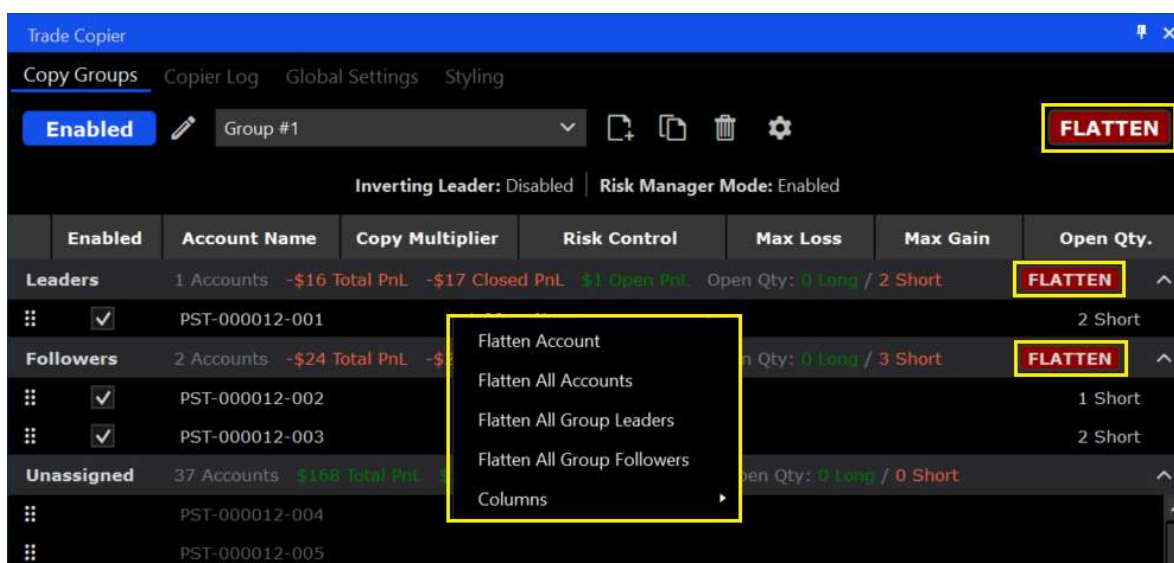 Trade Copier
Copy Groups Copier Log Global Settings Styling
Enabled Group #1 FLATTEN
Inverting Leader: Disabled | Risk Manager Mode: Enabled
Enabled Account Name Copy Multiplier Risk Control Max Loss Max Gain Open Qty.
Leaders 1 Accounts -$16 Total PnL -$17 Closed PnL $1 Open PnL Open Qty: 0 Long / 2 Short FLATTEN
PST-000012-001 2 Short
Flatten Account
Followers 2 Accounts -$24 Total PnL Qty: 0 Long / 3 Short FLATTEN
Flatten All Accounts
PST-000012-002 1 Short
Flatten All Group Leaders
PST-000012-003 2 Short
Flatten All Group Followers
Unassigned 37 Accounts $168 Total PnL Qty: 0 Long / 0 Short
Columns
PST-000012-004
PST-000012-005